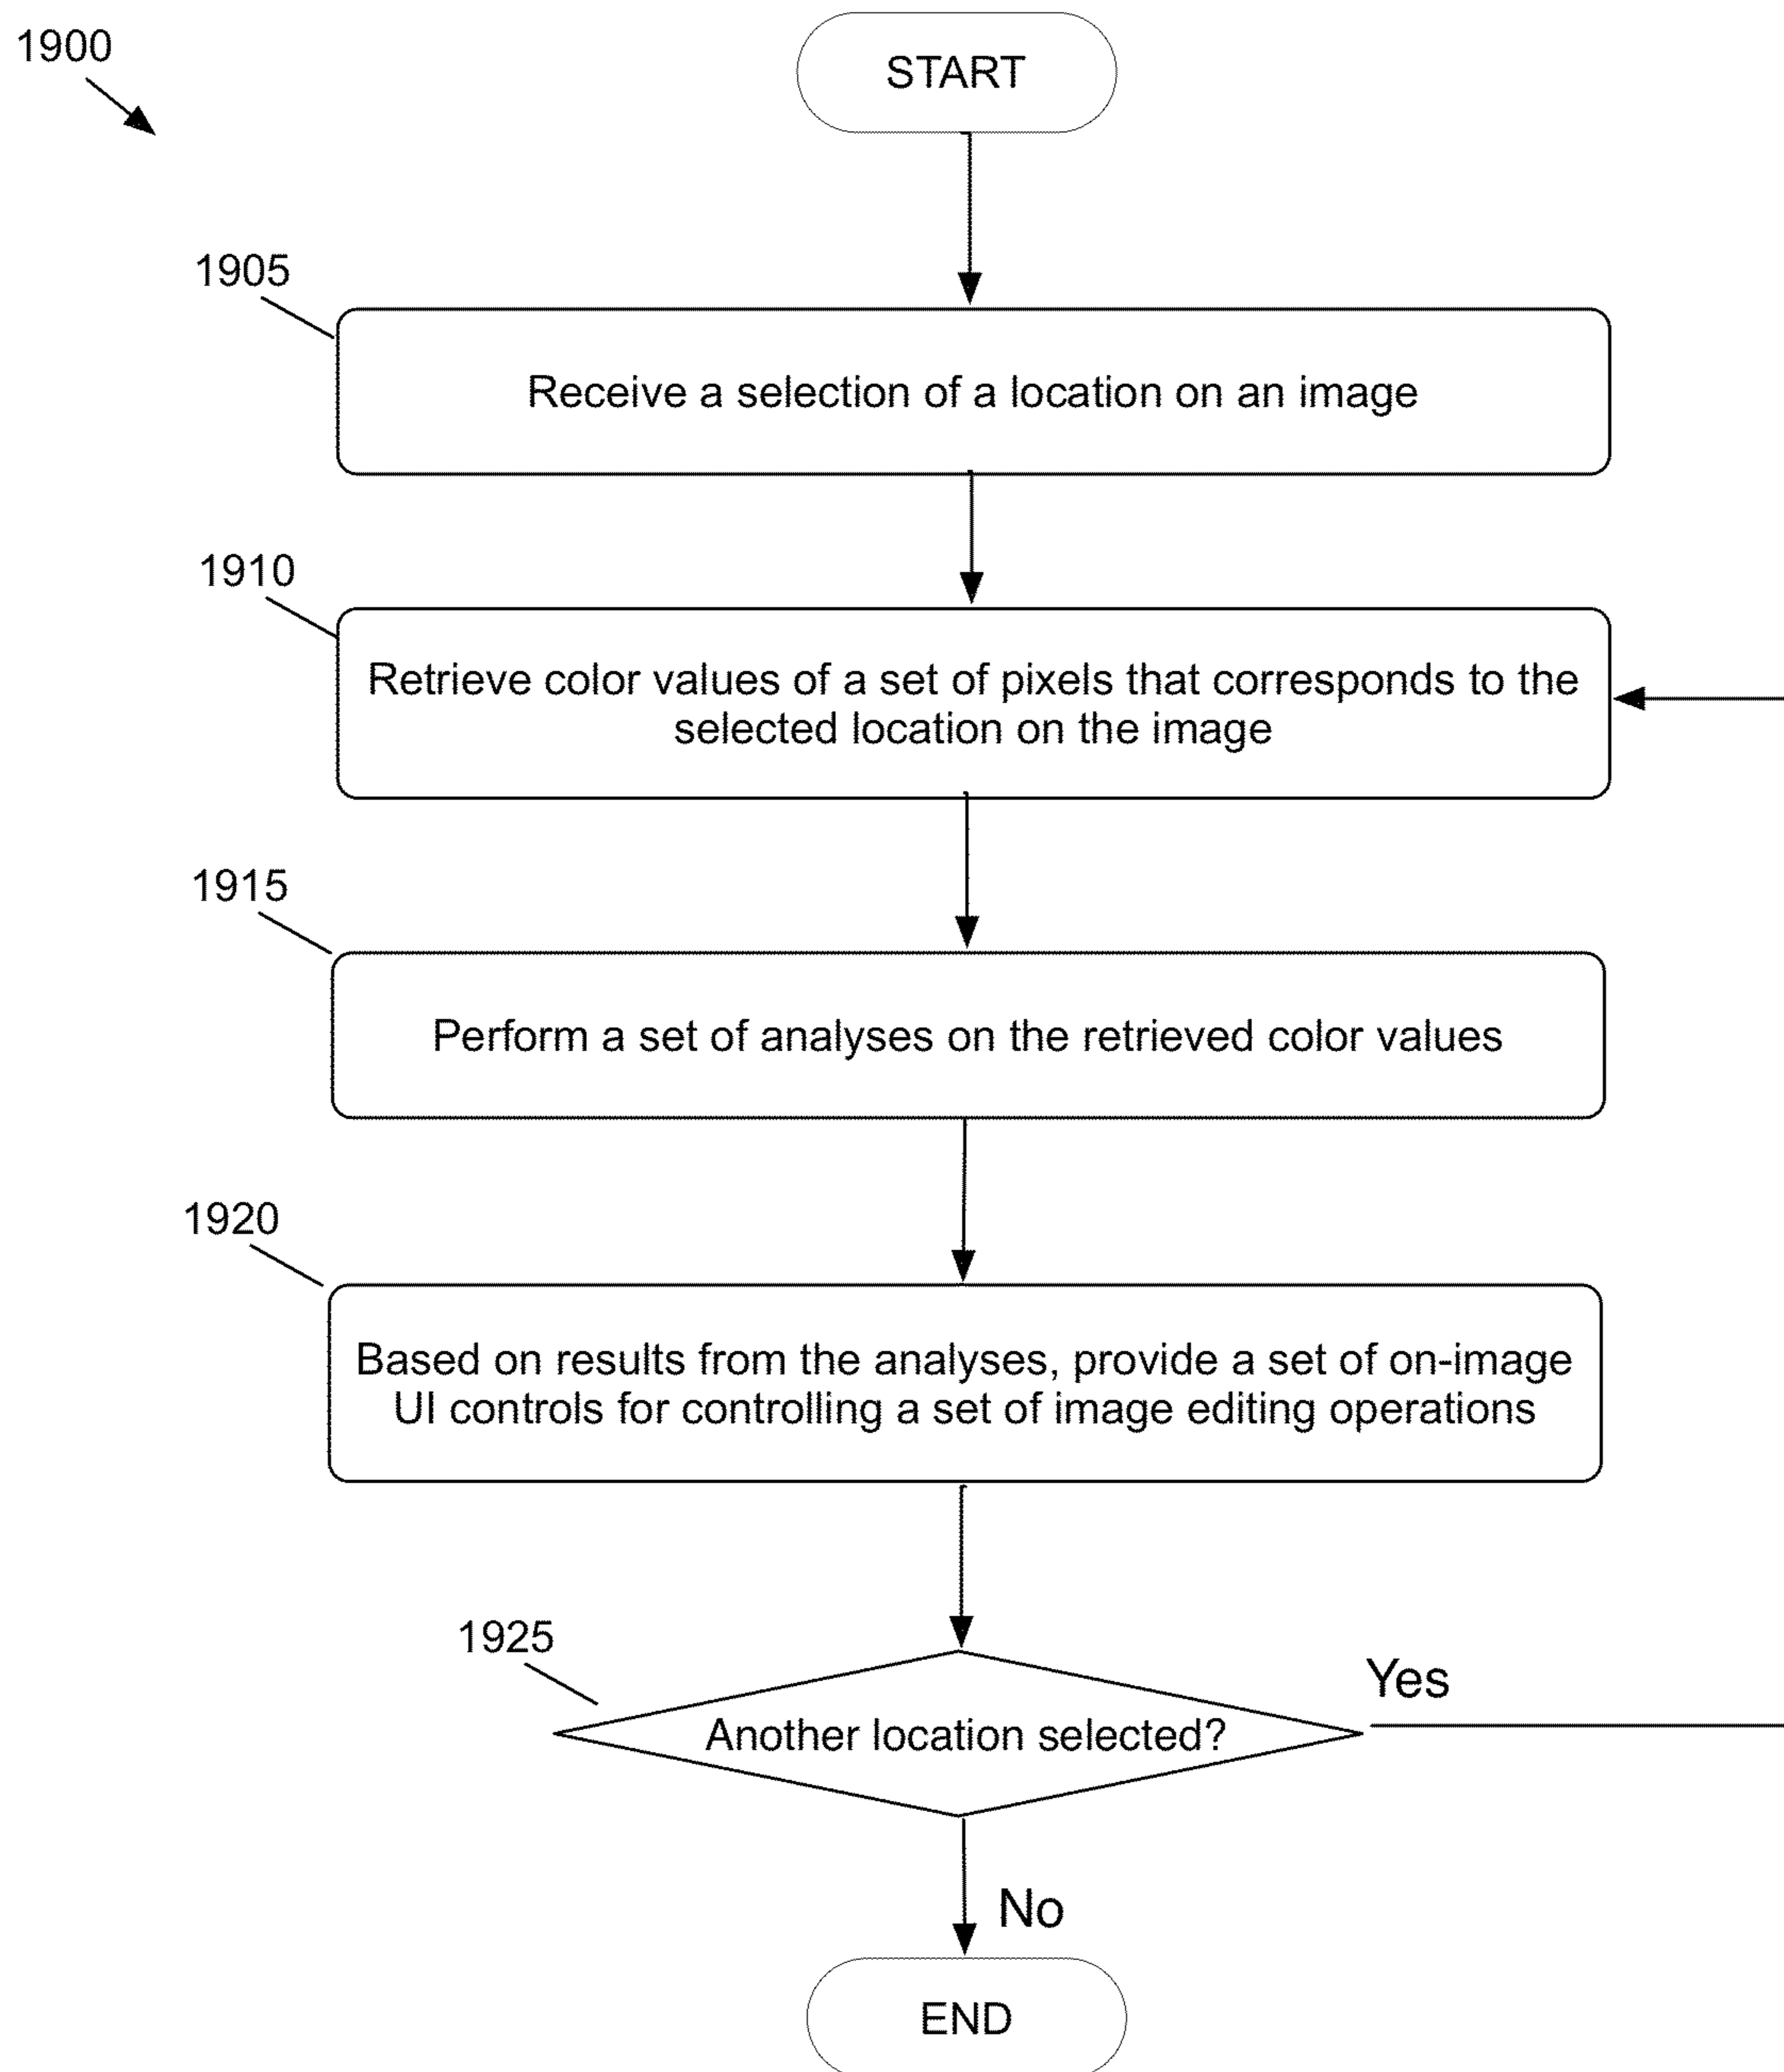 1900
START
1905
Receive a selection of a location on an image
1910
Retrieve color values of a set of pixels that corresponds to the
selected location on the image
1915
Perform a set of analyses on the retrieved color values
1920
Based on results from the analyses, provide a set of on-image
UI controls for controlling a set of image editing operations
1925
Yes
Another location selected?
No
END